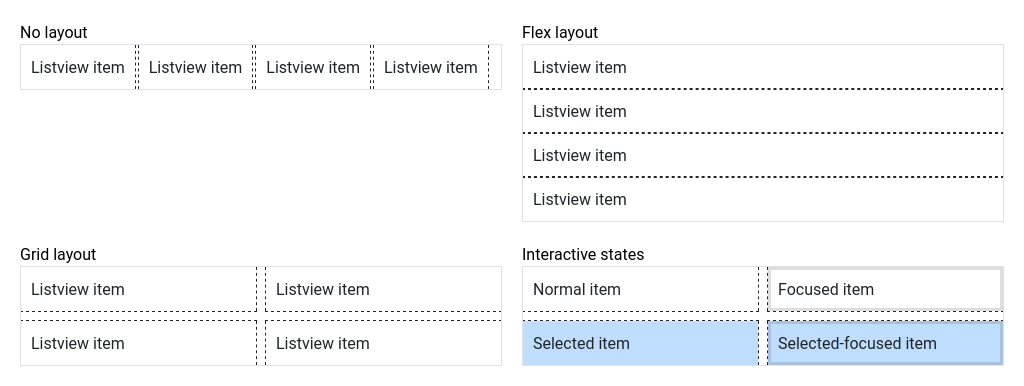 No layout
Listview item Listview item Listview item Listview item
Flex layout
Listview item
Listview item
Listview item
Listview item
Grid layout
Listview item Listview item
Listview item Listview item
Interactive states
Normal item Focused item
Selected item Selected-focused item